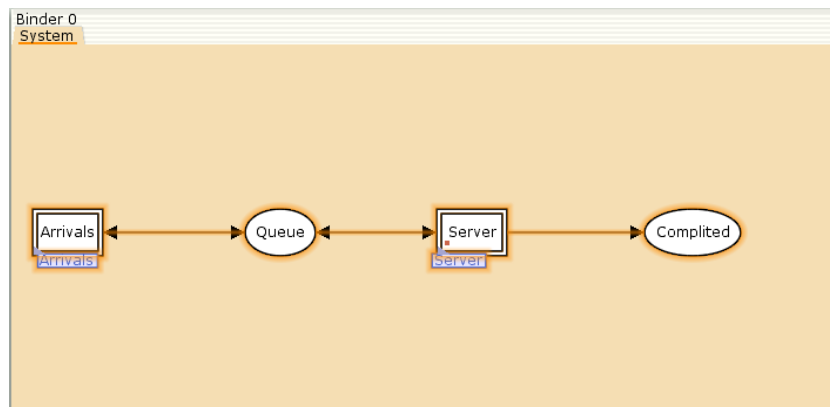 Binder 0
System
Arrivals
Queue
Server
Complited
Arrivals
Server